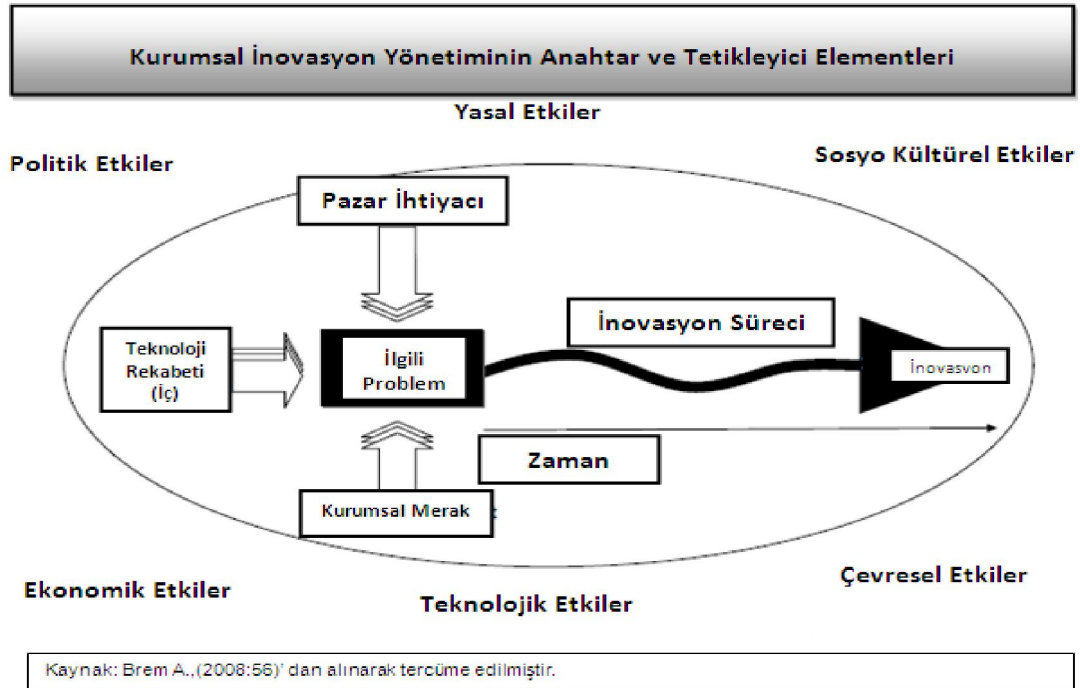 Kurumsal İnovasyon Yönetiminin Anahtar ve Tetikleyici Elementleri
Yasal Etkiler
Politik Etkiler
Sosyo Kültürel Etkiler
Pazar İhtiyacı
İnovasyon Süreci
Teknoloji
Rekabeti
(İç)
İlgili
Problem
İnovasvon
Zaman
Kurumsal Merak
Ekonomik Etkiler
Teknolojik Etkiler
Çevresel Etkiler
Kaynak: Brem A.,(2008:56)' dan alınarak tercüme edilmiştir.